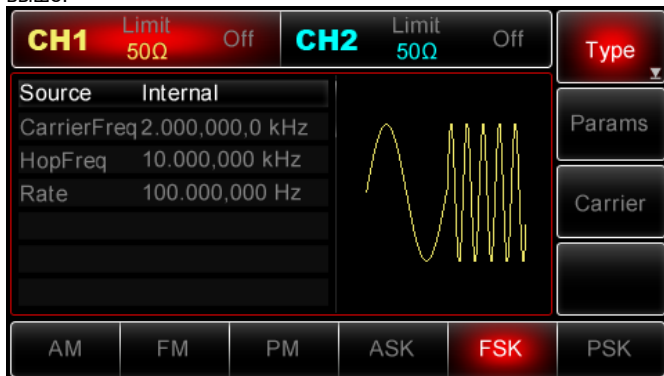 CH1 Limit 50Ω Off CH2 Limit 50Ω Off
Type
Source Internal
CarrierFreq 2.000,000,0 kHz
HopFreq 10.000,000 kHz
Rate 100.000,000 Hz
Params
Carrier
AM FM PM ASK FSK PSK